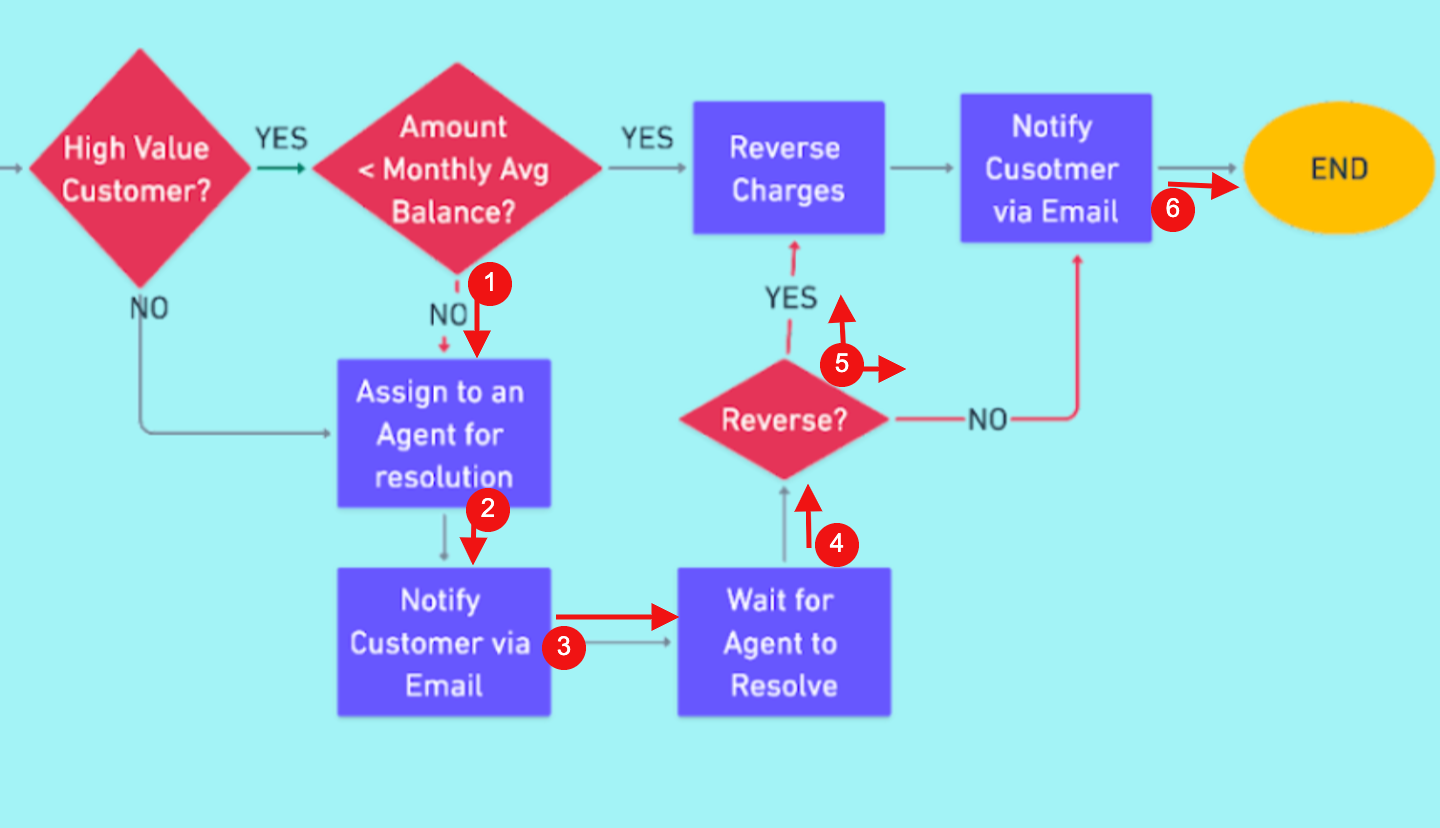 High Value
Customer?
YES
Amount
< Monthly Avg
Balance?
YES
Reverse
Charges
Notify
Cusotmer
via Email
6
END
NO
1
NO
YES
5
Assign to an
Agent for
resolution
2
Reverse?
NO
4
Notify
Customer via
Email
3
Wait for
Agent to
Resolve